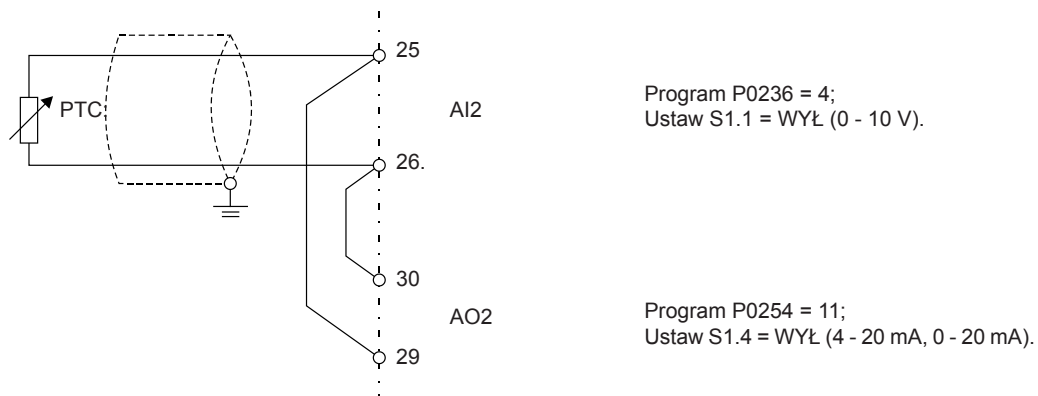 25
PTC
AI2
Program P0236 = 4;
Ustaw S1.1 = WYŁ (0 - 10 V).
26.
30
AO2
Program P0254 = 11;
Ustaw S1.4 = WYŁ (4 - 20 mA, 0 - 20 mA).
29